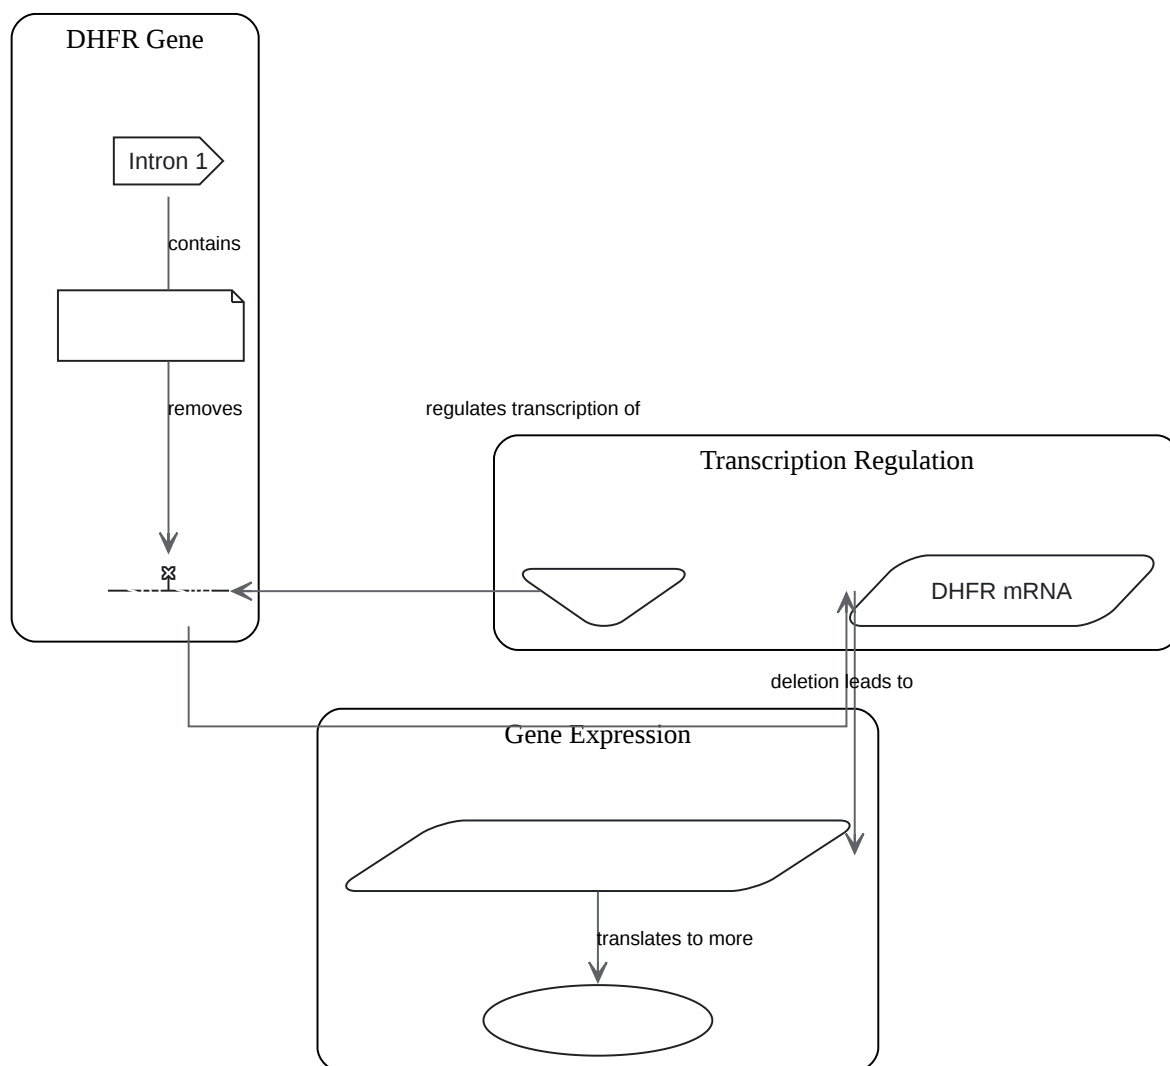 DHFR Gene
Intron 1
contains
removes
regulates transcription of
Transcription Regulation
DHFR mRNA
deletion leads to
Gene Expression
translates to more